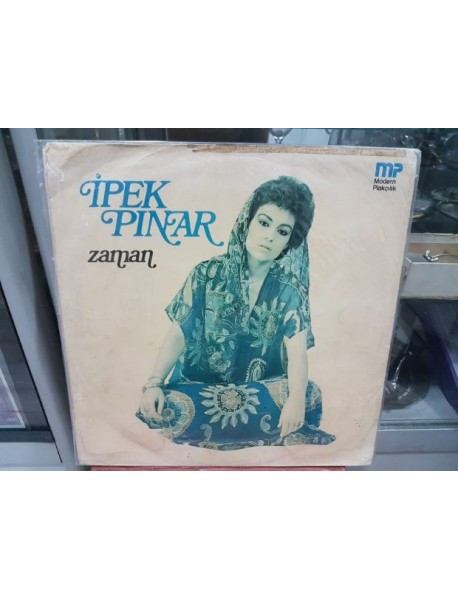 İPEK
PINAR
zaman
MP
Modern
Plakçılık